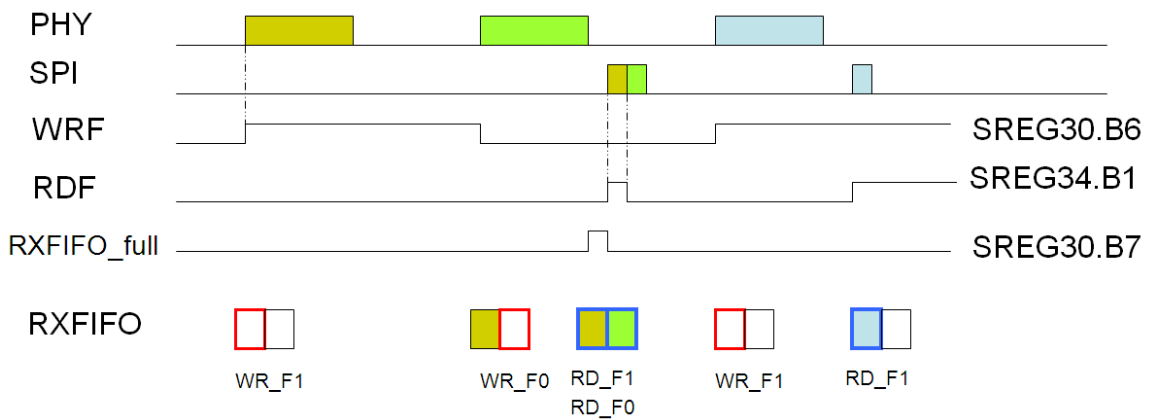 PHY
SPI
WRF SREG30.B6
RDF SREG34.B1
RXFIFO_full SREG30.B7
RXFIFO
WR_F1 WR_F0 RD_F1 WR_F1 RD_F1
RD_F0